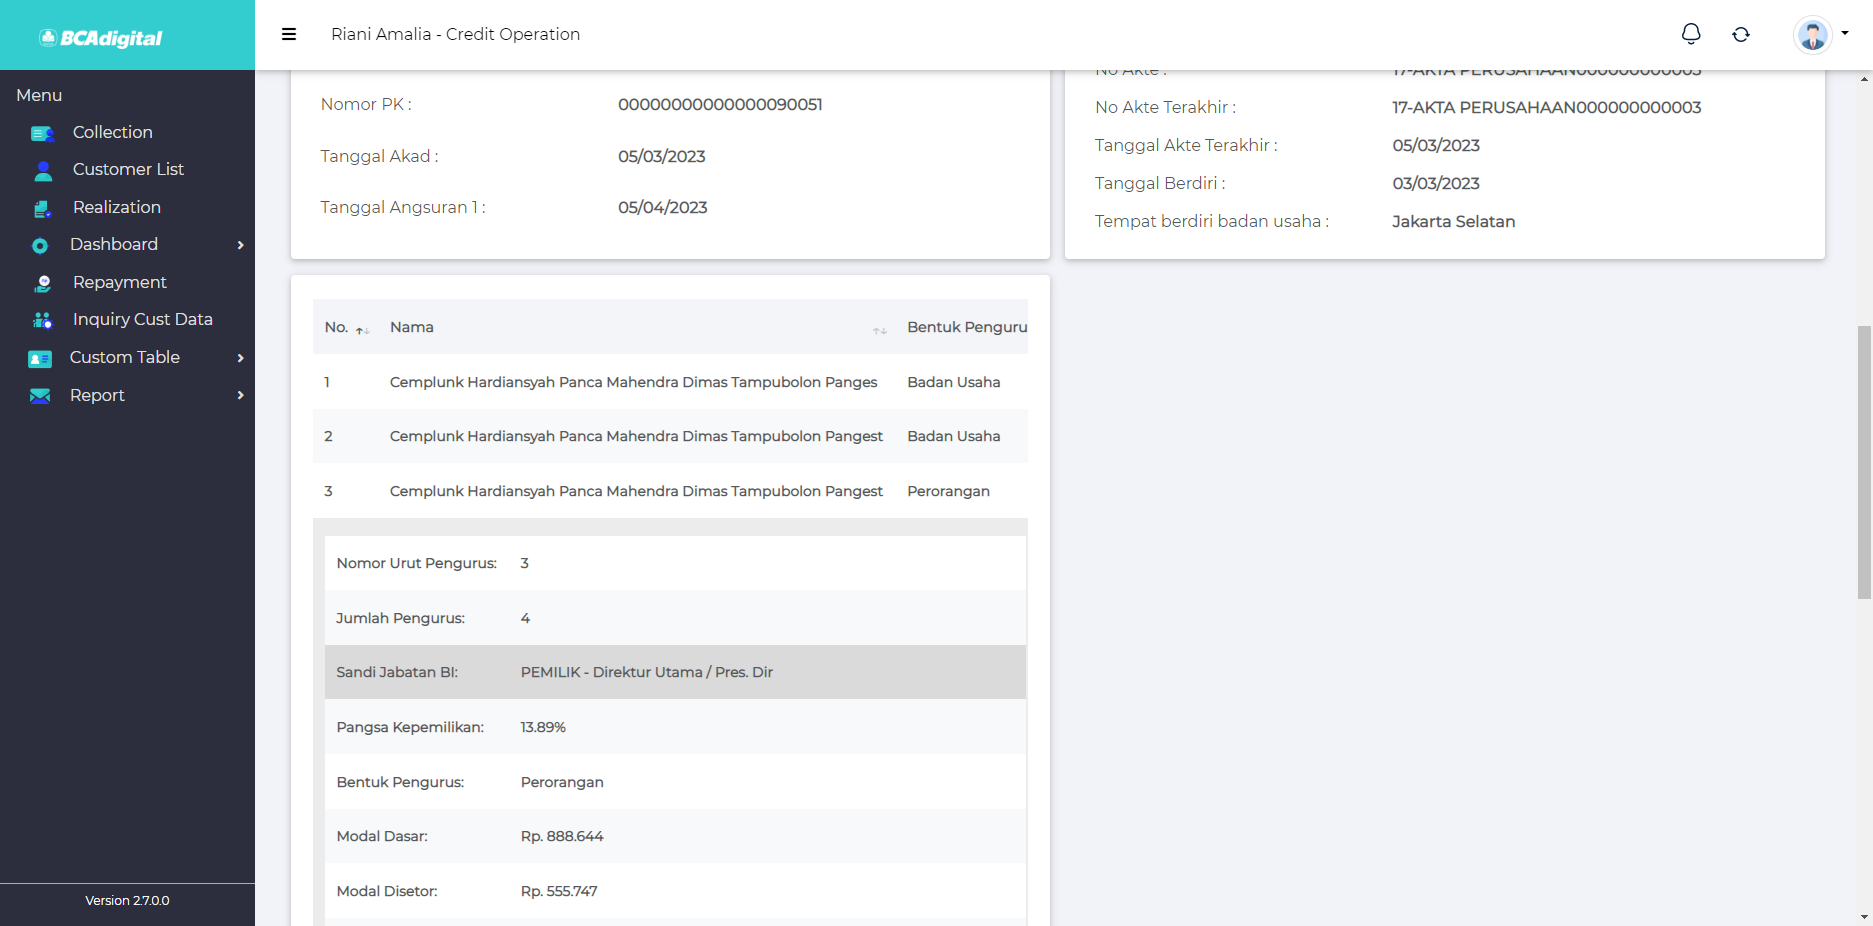 BCAdigital
Riani Amalia - Credit Operation
Menu
Collection
Customer List
Realization
Dashboard
Repayment
Inquiry Cust Data
Custom Table
Report
Version 2.7.0.0
Nomor PK : 00000000000000090051
Tanggal Akad : 05/03/2023
Tanggal Angsuran 1 : 05/04/2023
No Akte : 17-AKTA PERUSAHAAN000000000003
No Akte Terakhir : 17-AKTA PERUSAHAAN000000000003
Tanggal Akte Terakhir : 05/03/2023
Tanggal Berdiri : 03/03/2023
Tempat berdiri badan usaha : Jakarta Selatan
No. Nama Bentuk Penguru
1 Cemplunk Hardiansyah Panca Mahendra Dimas Tampubolon Panges Badan Usaha
2 Cemplunk Hardiansyah Panca Mahendra Dimas Tampubolon Pangest Badan Usaha
3 Cemplunk Hardiansyah Panca Mahendra Dimas Tampubolon Pangest Perorangan
Nomor Urut Pengurus: 3
Jumlah Pengurus: 4
Sandi Jabatan BI: PEMILIK - Direktur Utama / Pres. Dir
Pangsa Kepemilikan: 13.89%
Bentuk Pengurus: Perorangan
Modal Dasar: Rp. 888.644
Modal Disetor: Rp. 555.747